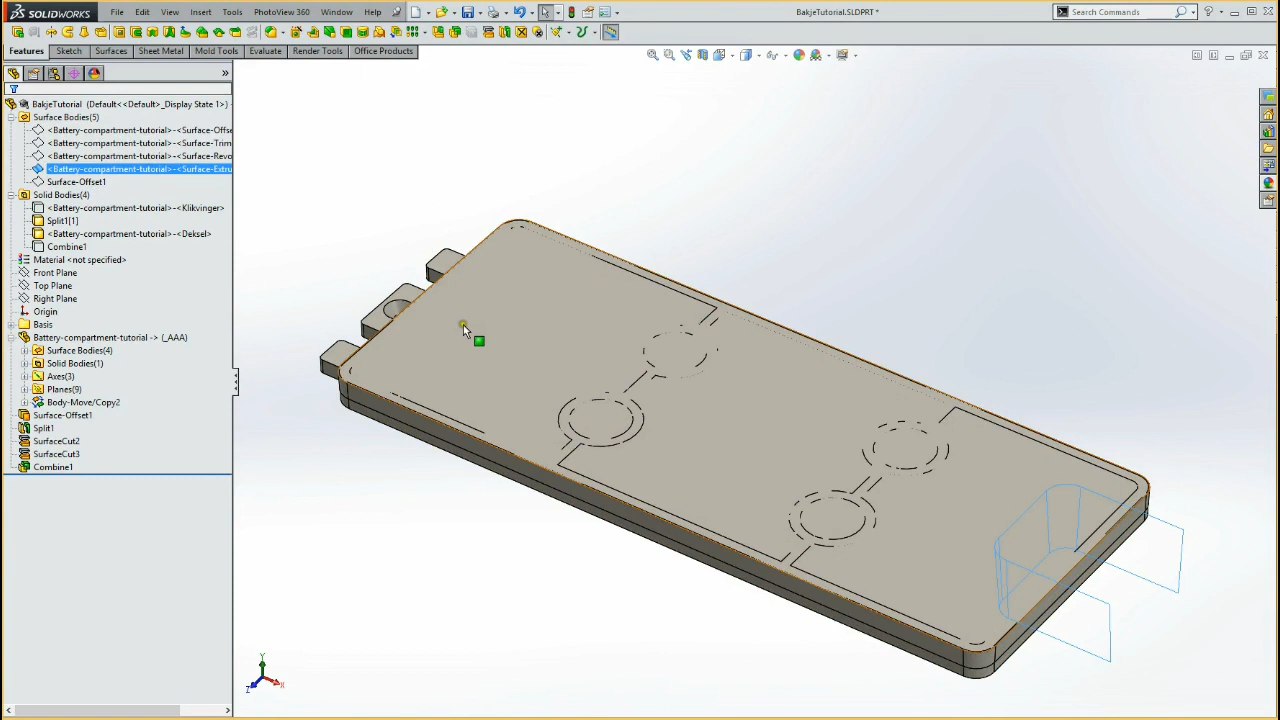 SOLIDWORKS File Edit View Insert Tools PhotoView 360 Window Help BakjeTutorial.SLDPRT * Search Commands
Features Sketch Surfaces Sheet Metal Mold Tools Evaluate Render Tools Office Products
BakjeTutorial (Default<<Default>_Display State 1>)
Surface Bodies(5)
<Battery-compartment-tutorial>-<Surface-Offse
<Battery-compartment-tutorial>-<Surface-Trim
<Battery-compartment-tutorial>-<Surface-Revo
<Battery-compartment-tutorial>-<Surface-Extru
Surface-Offset1
Solid Bodies(4)
<Battery-compartment-tutorial>-<Klikvinger>
Split1[1]
<Battery-compartment-tutorial>-<Deksel>
Combine1
Material <not specified>
Front Plane
Top Plane
Right Plane
Origin
Basis
Battery-compartment-tutorial -> (_AAA)
Surface Bodies(4)
Solid Bodies(1)
Axes(3)
Planes(9)
Body-Move/Copy2
Surface-Offset1
Split1
SurfaceCut2
SurfaceCut3
Combine1
Y
Z
X